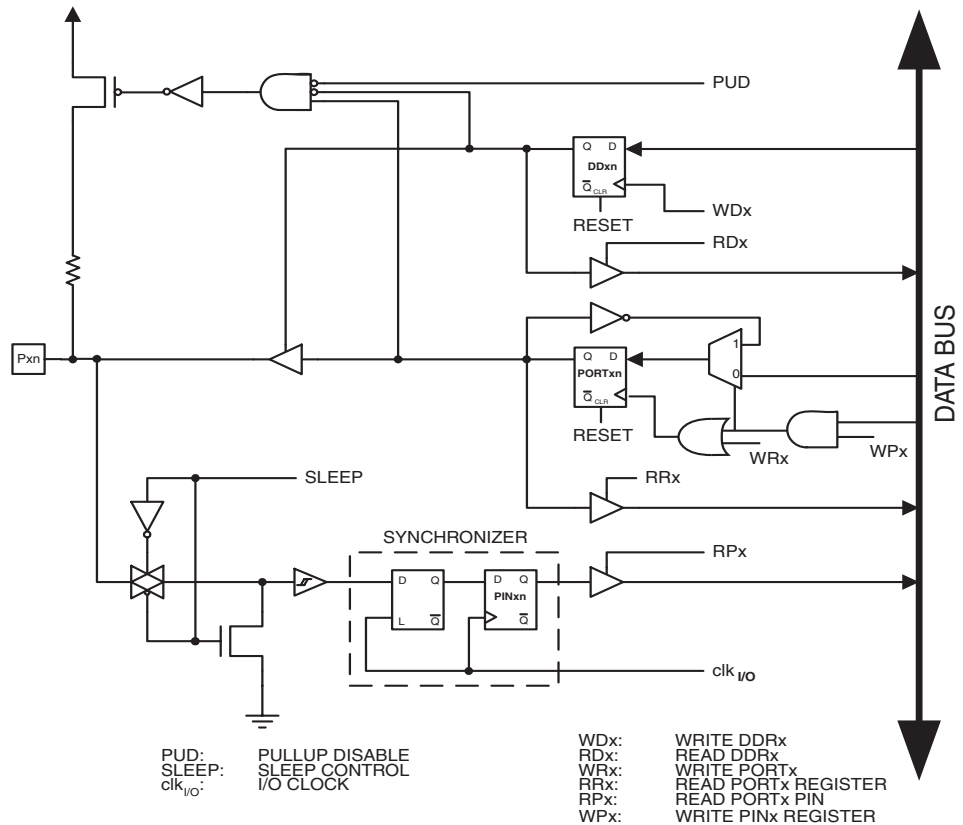 PUD
Q D
DDxn
Q CLR
WDx
RESET
RDx
Pxn
1
0
Q D
PORTxn
Q CLR
RESET
WRx
WPx
DATA BUS
SLEEP
RRx
SYNCHRONIZER
RPx
D Q
L Q
D Q
PINxn
Q
clk I/O
PUD: PULLUP DISABLE
SLEEP: SLEEP CONTROL
clkI/O: I/O CLOCK
WDx: WRITE DDRx
RDx: READ DDRx
WRx: WRITE PORTx
RRx: READ PORTx REGISTER
RPx: READ PORTx PIN
WPx: WRITE PINx REGISTER